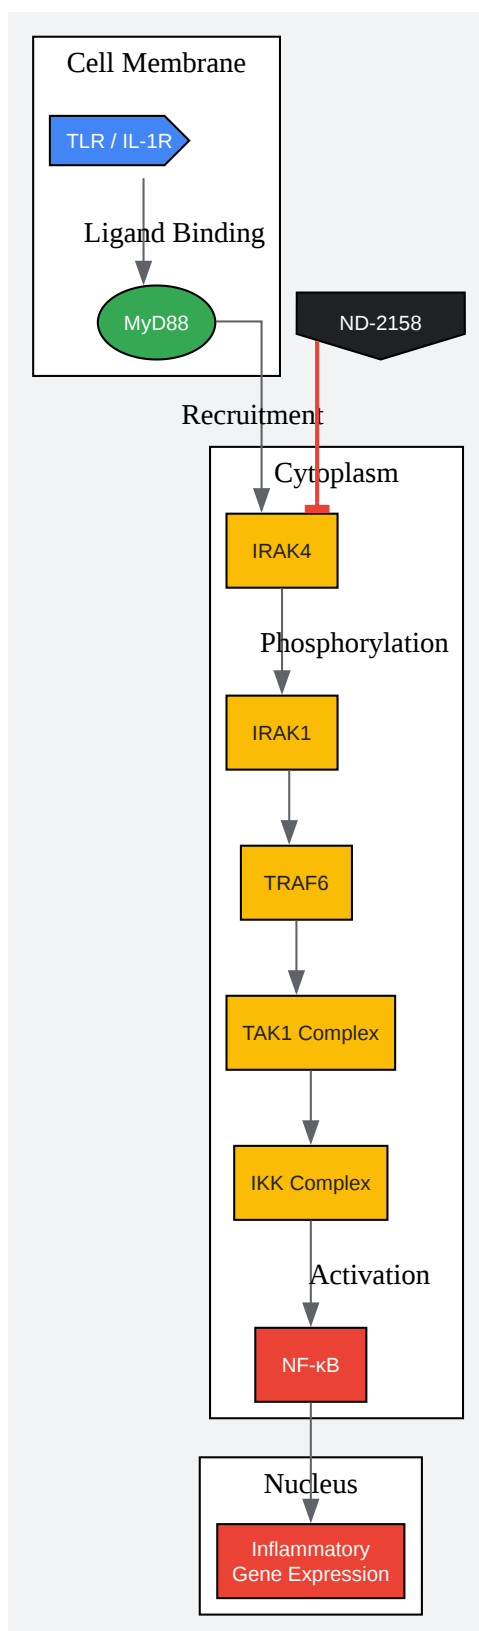 Cell Membrane
TLR / IL-1R
Ligand Binding
MyD88
ND-2158
Recruitment
Cytoplasm
IRAK4
Phosphorylation
IRAK1
TRAF6
TAK1 Complex
IKK Complex
Activation
NF-κB
Nucleus
Inflammatory
Gene Expression